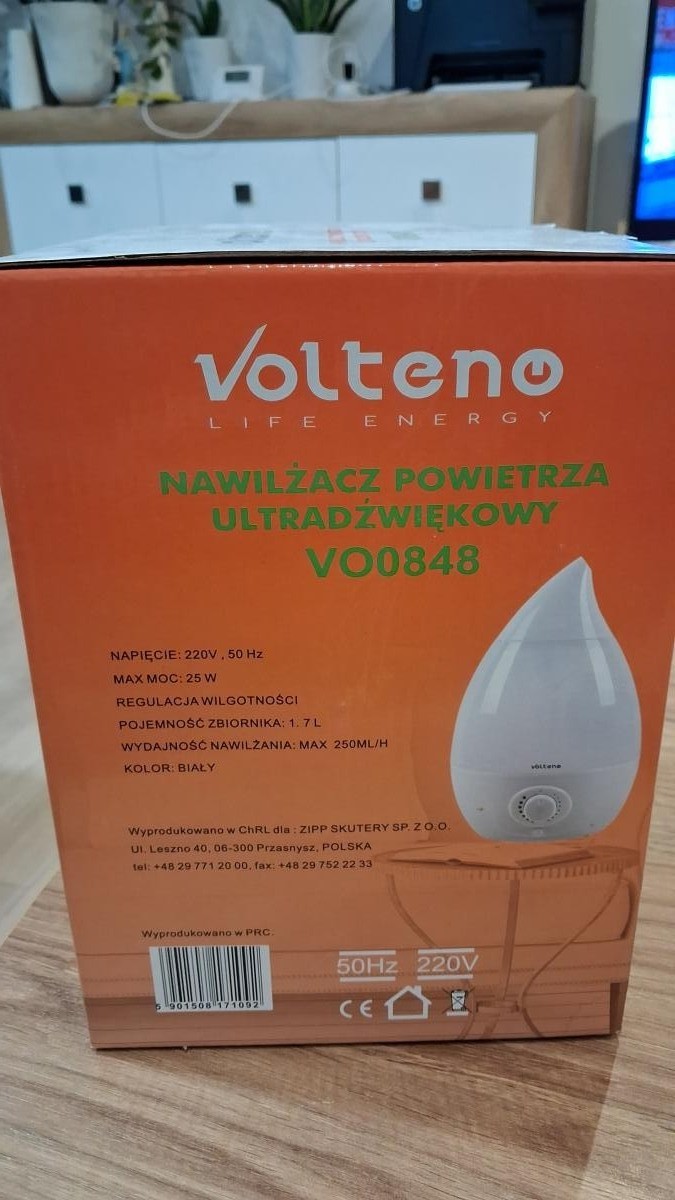 Volteno
LIFE ENERGY
NAWILŻACZ POWIETRZA
ULTRADŹWIĘKOWY
VO0848
NAPIĘCIE: 220V , 50 Hz
MAX MOC: 25 W
REGULACJA WILGOTNOŚCI
POJEMNOŚĆ ZBIORNIKA: 1. 7 L
WYDAJNOŚĆ NAWILŻANIA: MAX 250ML/H
KOLOR: BIAŁY
volteno
Wyprodukowano w ChRL dla : ZIPP SKUTERY SP. Z O.O.
Ul. Leszno 40, 06-300 Przasnysz, POLSKA
tel: +48 29 771 20 00, fax: +48 29 752 22 33
Wyprodukowano w PRC.
5 901508 171092
50Hz 220V
CE